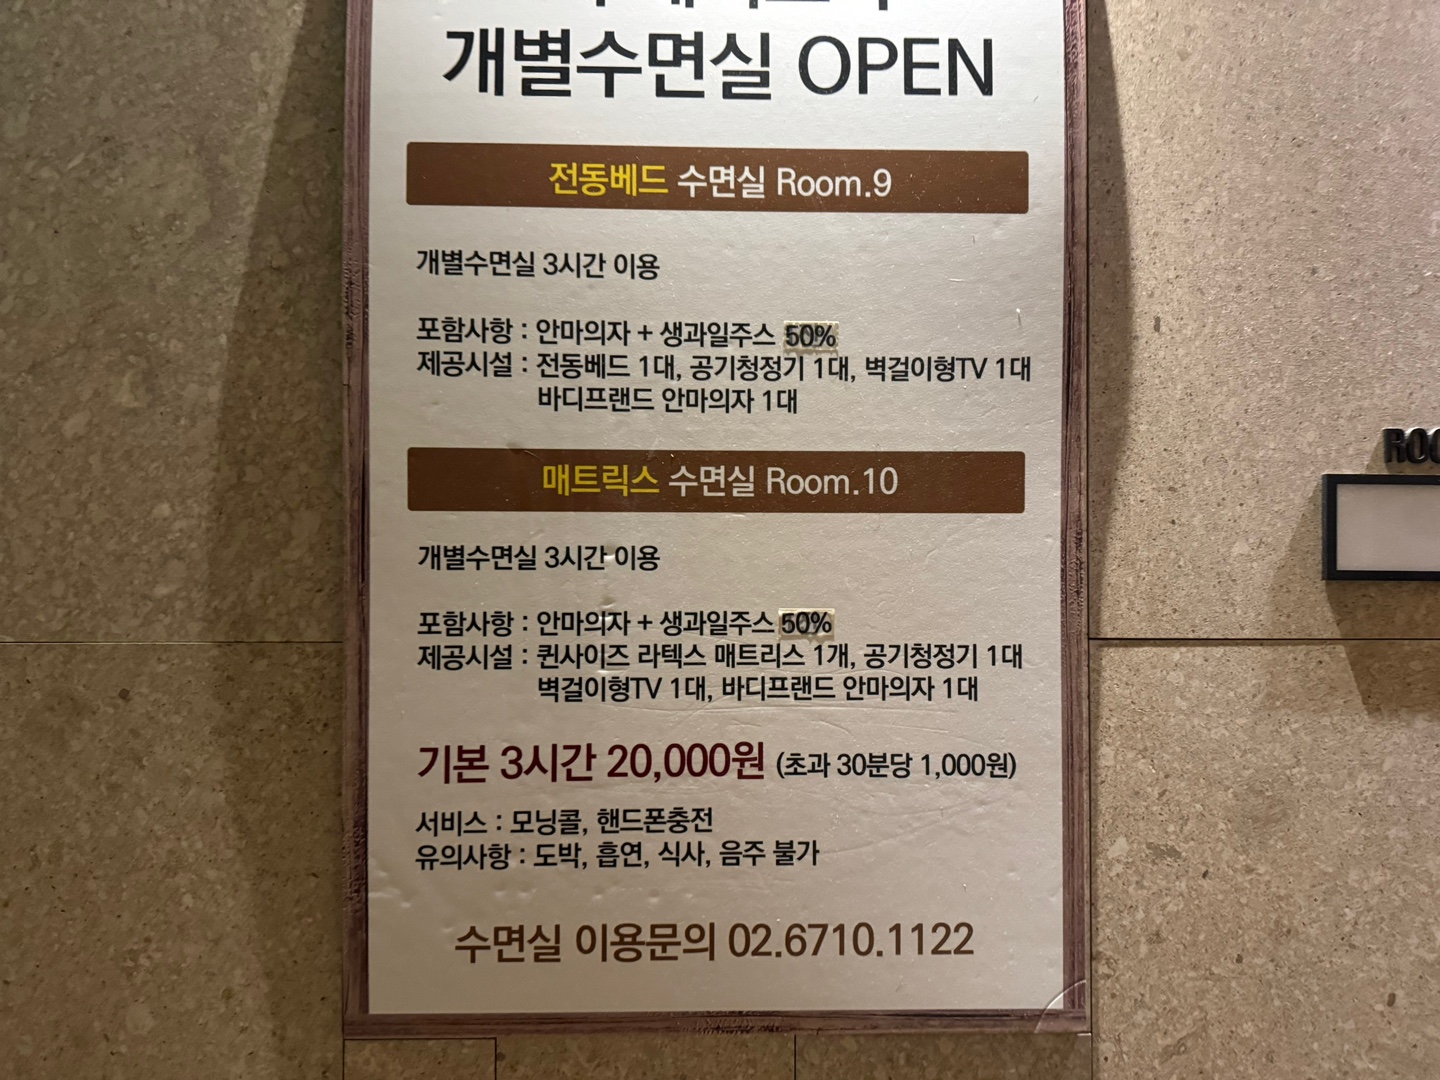 개별수면실 OPEN
전동베드 수면실 Room.9
개별수면실 3시간 이용
포함사항 : 안마의자 + 생과일주스 50%
제공시설 : 전동베드 1대, 공기청정기 1대, 벽걸이형TV 1대
바디프랜드 안마의자 1대
매트릭스 수면실 Room.10
개별수면실 3시간 이용
포함사항 : 안마의자 + 생과일주스 50%
제공시설 : 퀸사이즈 라텍스 매트리스 1개, 공기청정기 1대
벽걸이형TV 1대, 바디프랜드 안마의자 1대
기본 3시간 20,000원 (초과 30분당 1,000원)
서비스 : 모닝콜, 핸드폰충전
유의사항 : 도박, 흡연, 식사, 음주 불가
수면실 이용문의 02.6710.1122